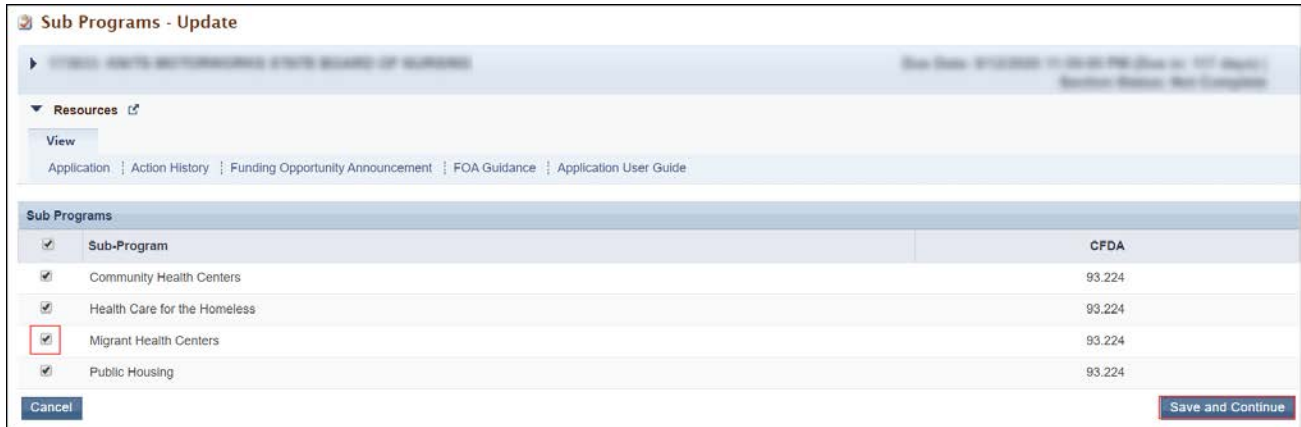 Sub Programs - Update
Resources
View
Application Action History Funding Opportunity Announcement FOA Guidance Application User Guide
Sub Programs
Sub-Program CFDA
Community Health Centers 93.224
Health Care for the Homeless 93.224
Migrant Health Centers 93.224
Public Housing 93.224
Cancel Save and Continue